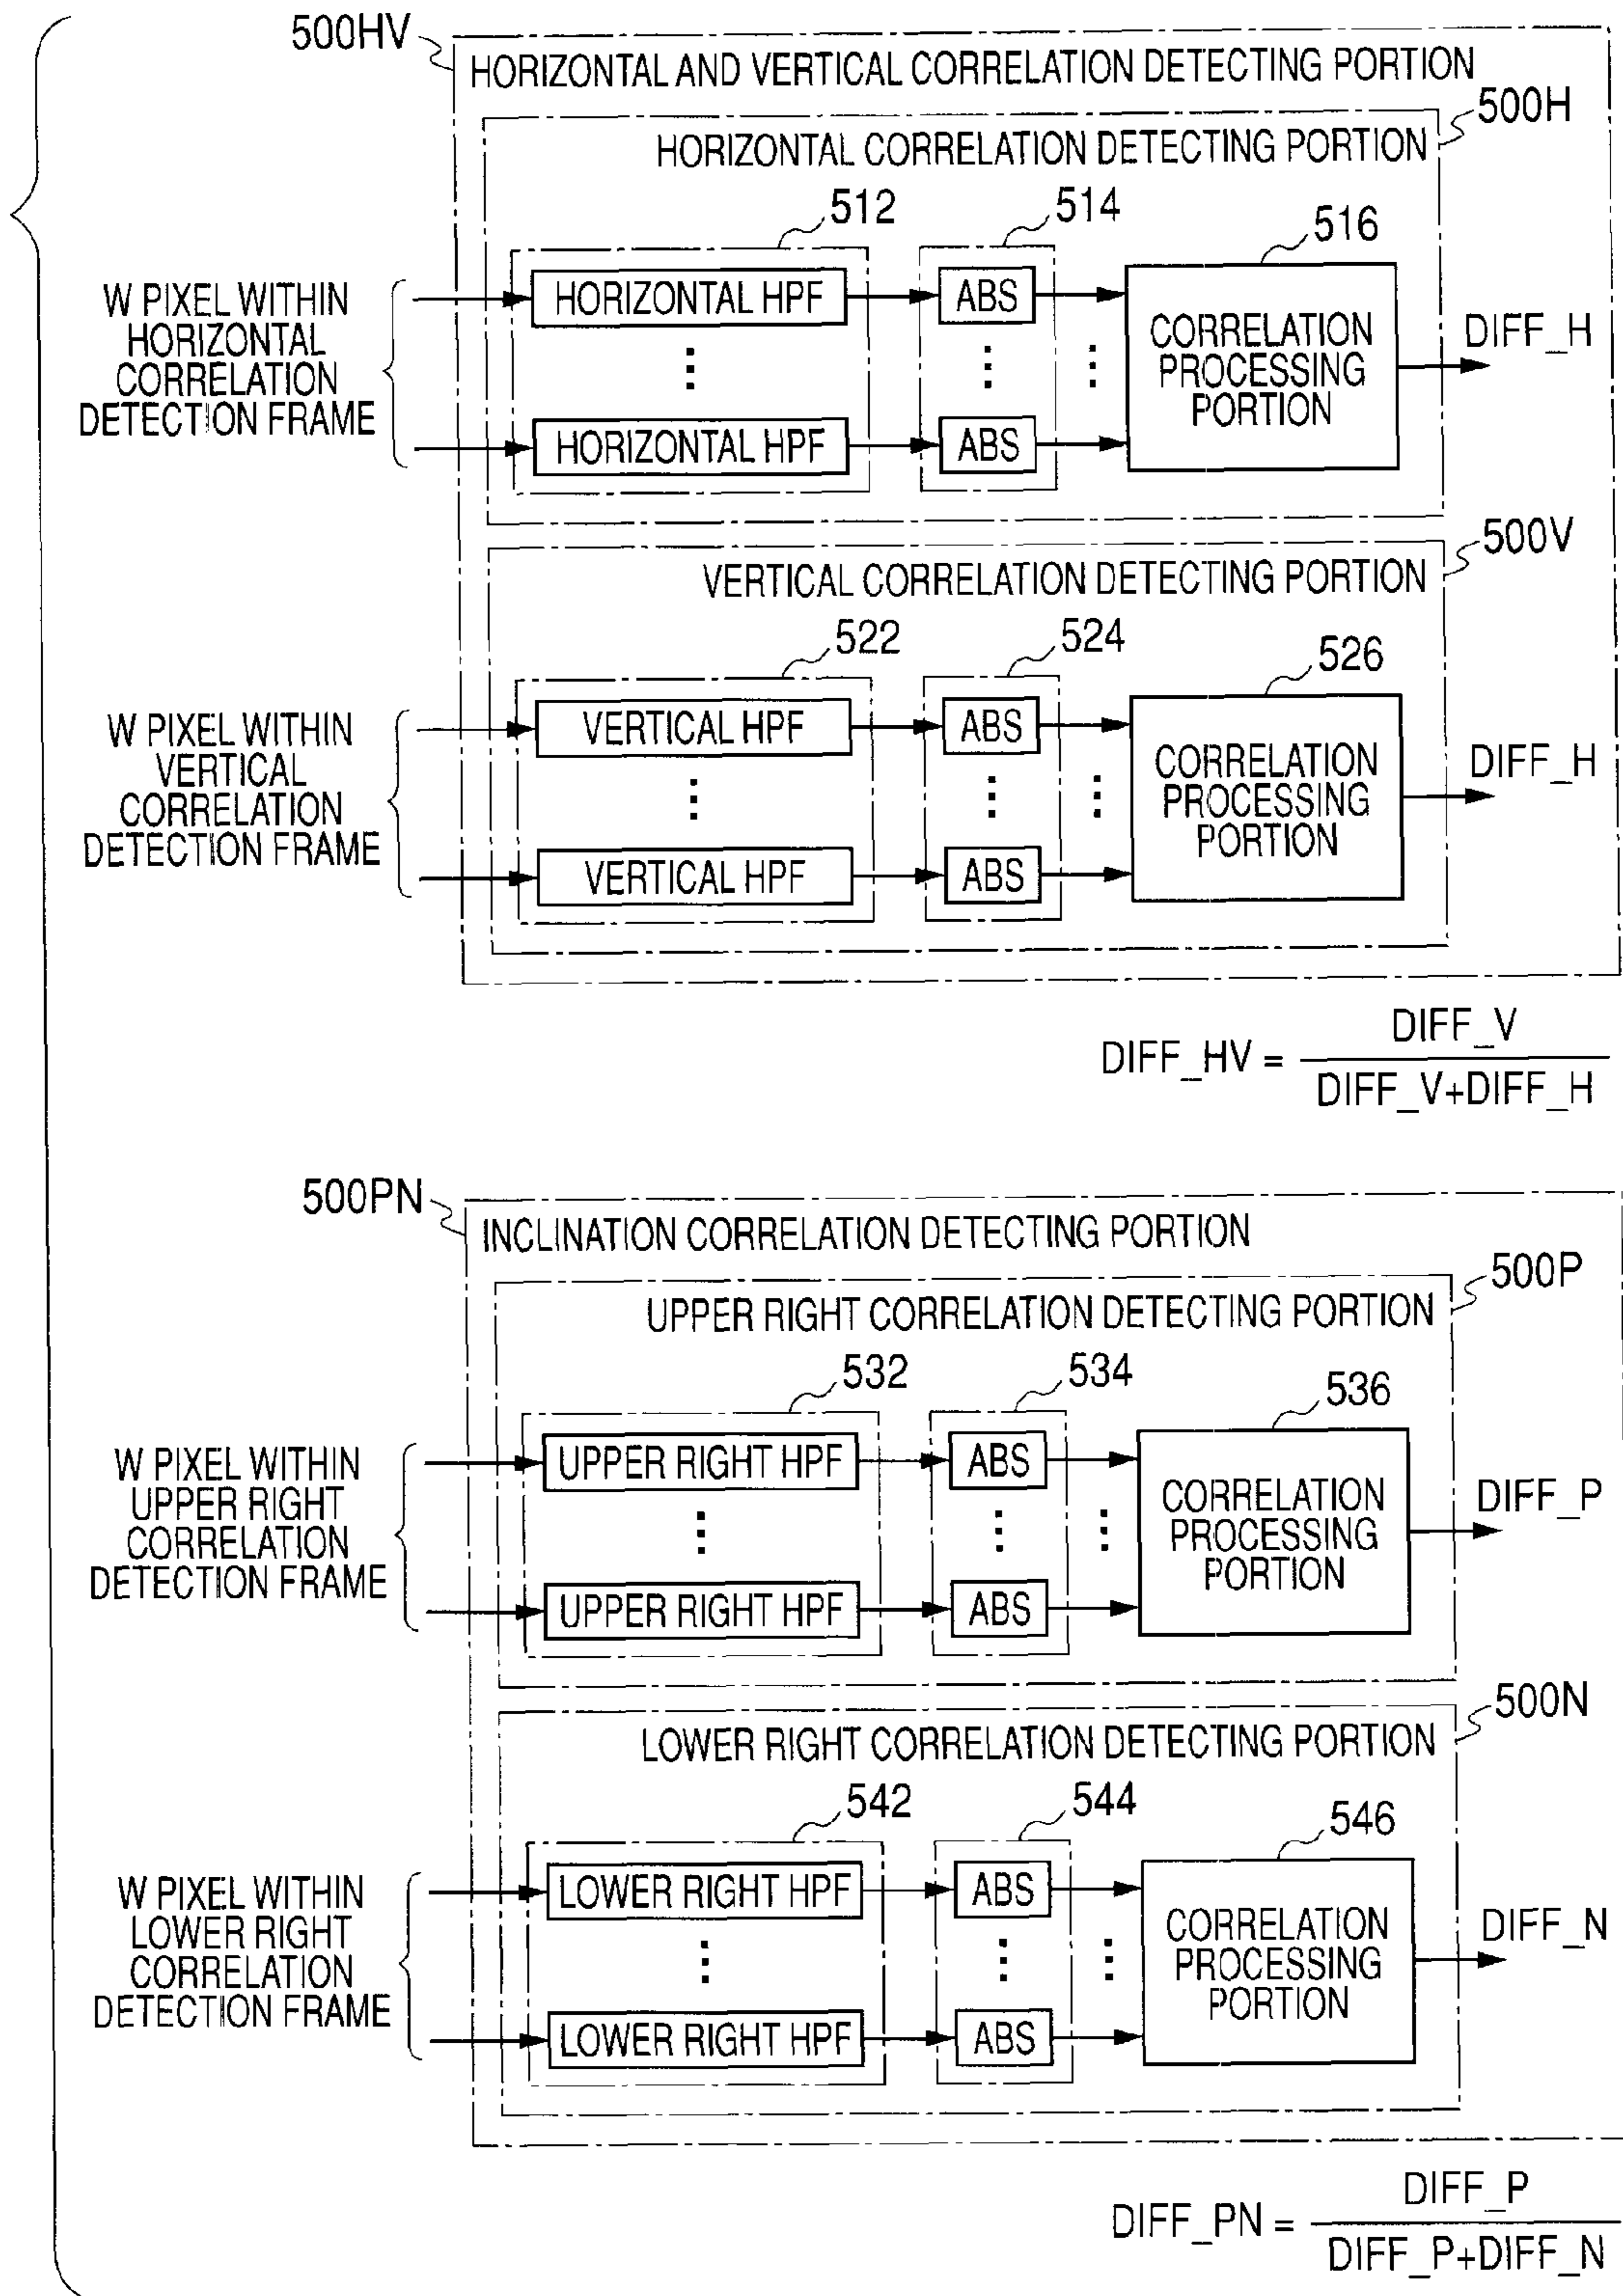 500HV
HORIZONTAL AND VERTICAL CORRELATION DETECTING PORTION
500H
HORIZONTAL CORRELATION DETECTING PORTION
512
514
516
W PIXEL WITHIN
HORIZONTAL
CORRELATION
DETECTION FRAME
HORIZONTAL HPF
ABS
HORIZONTAL HPF
ABS
CORRELATION
PROCESSING
PORTION
DIFF_H
500V
VERTICAL CORRELATION DETECTING PORTION
522
524
526
W PIXEL WITHIN
VERTICAL
CORRELATION
DETECTION FRAME
VERTICAL HPF
ABS
VERTICAL HPF
ABS
CORRELATION
PROCESSING
PORTION
DIFF_H
DIFF_HV =
DIFF_V
DIFF_V+DIFF_H
500PN
INCLINATION CORRELATION DETECTING PORTION
500P
UPPER RIGHT CORRELATION DETECTING PORTION
532
534
536
W PIXEL WITHIN
UPPER RIGHT
CORRELATION
DETECTION FRAME
UPPER RIGHT HPF
ABS
UPPER RIGHT HPF
ABS
CORRELATION
PROCESSING
PORTION
DIFF_P
500N
LOWER RIGHT CORRELATION DETECTING PORTION
542
544
546
W PIXEL WITHIN
LOWER RIGHT
CORRELATION
DETECTION FRAME
LOWER RIGHT HPF
ABS
LOWER RIGHT HPF
ABS
CORRELATION
PROCESSING
PORTION
DIFF_N
DIFF_PN =
DIFF_P
DIFF_P+DIFF_N